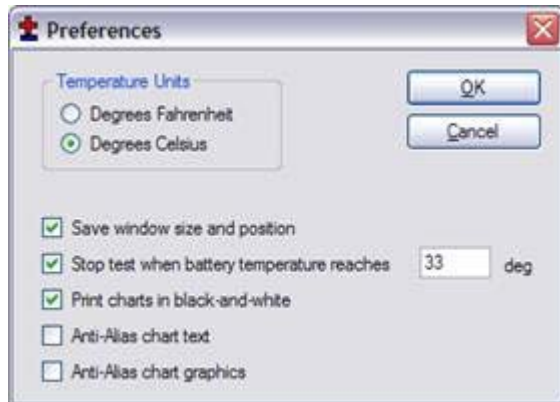 Preferences
Temperature Units
Degrees Fahrenheit
Degrees Celsius
OK
Cancel
Save window size and position
Stop test when battery temperature reaches 33 deg
Print charts in black-and-white
Anti-Alias chart text
Anti-Alias chart graphics